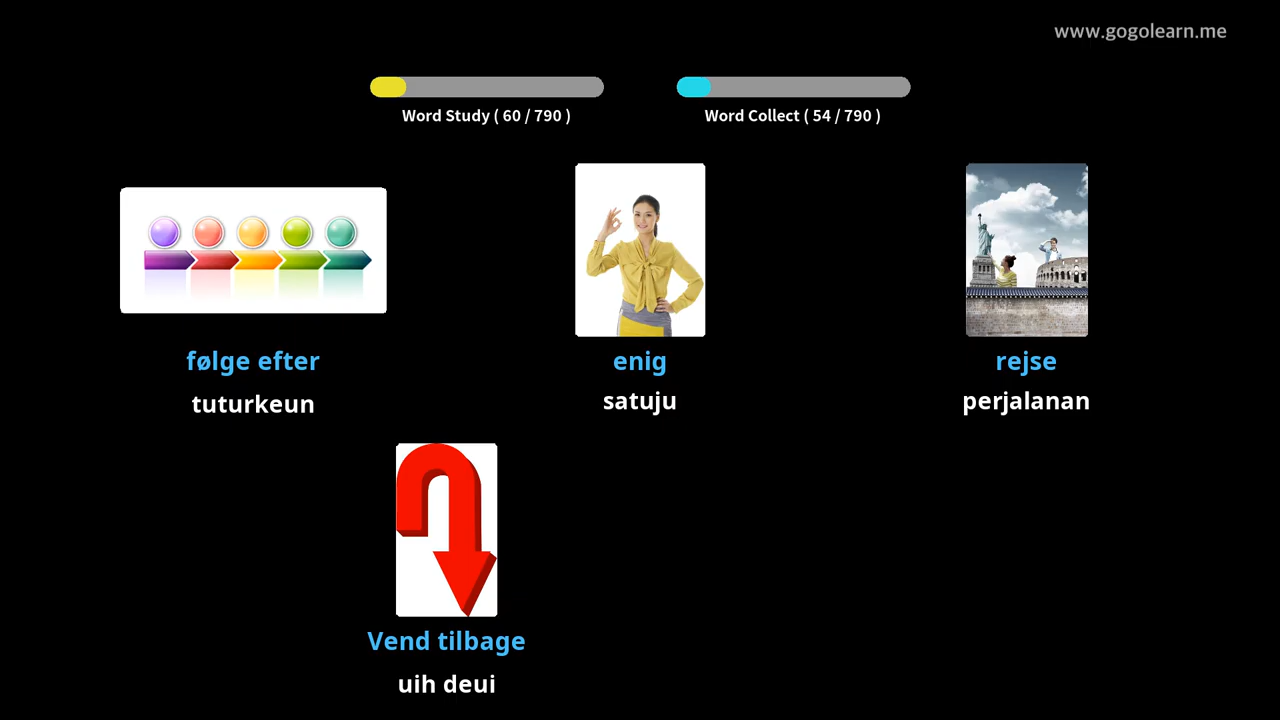 www.gogolearn.me
Word Study ( 60 / 790 )
Word Collect ( 54 / 790 )
følge efter
tuturkeun
enig
satuju
rejse
perjalanan
Vend tilbage
uih deui